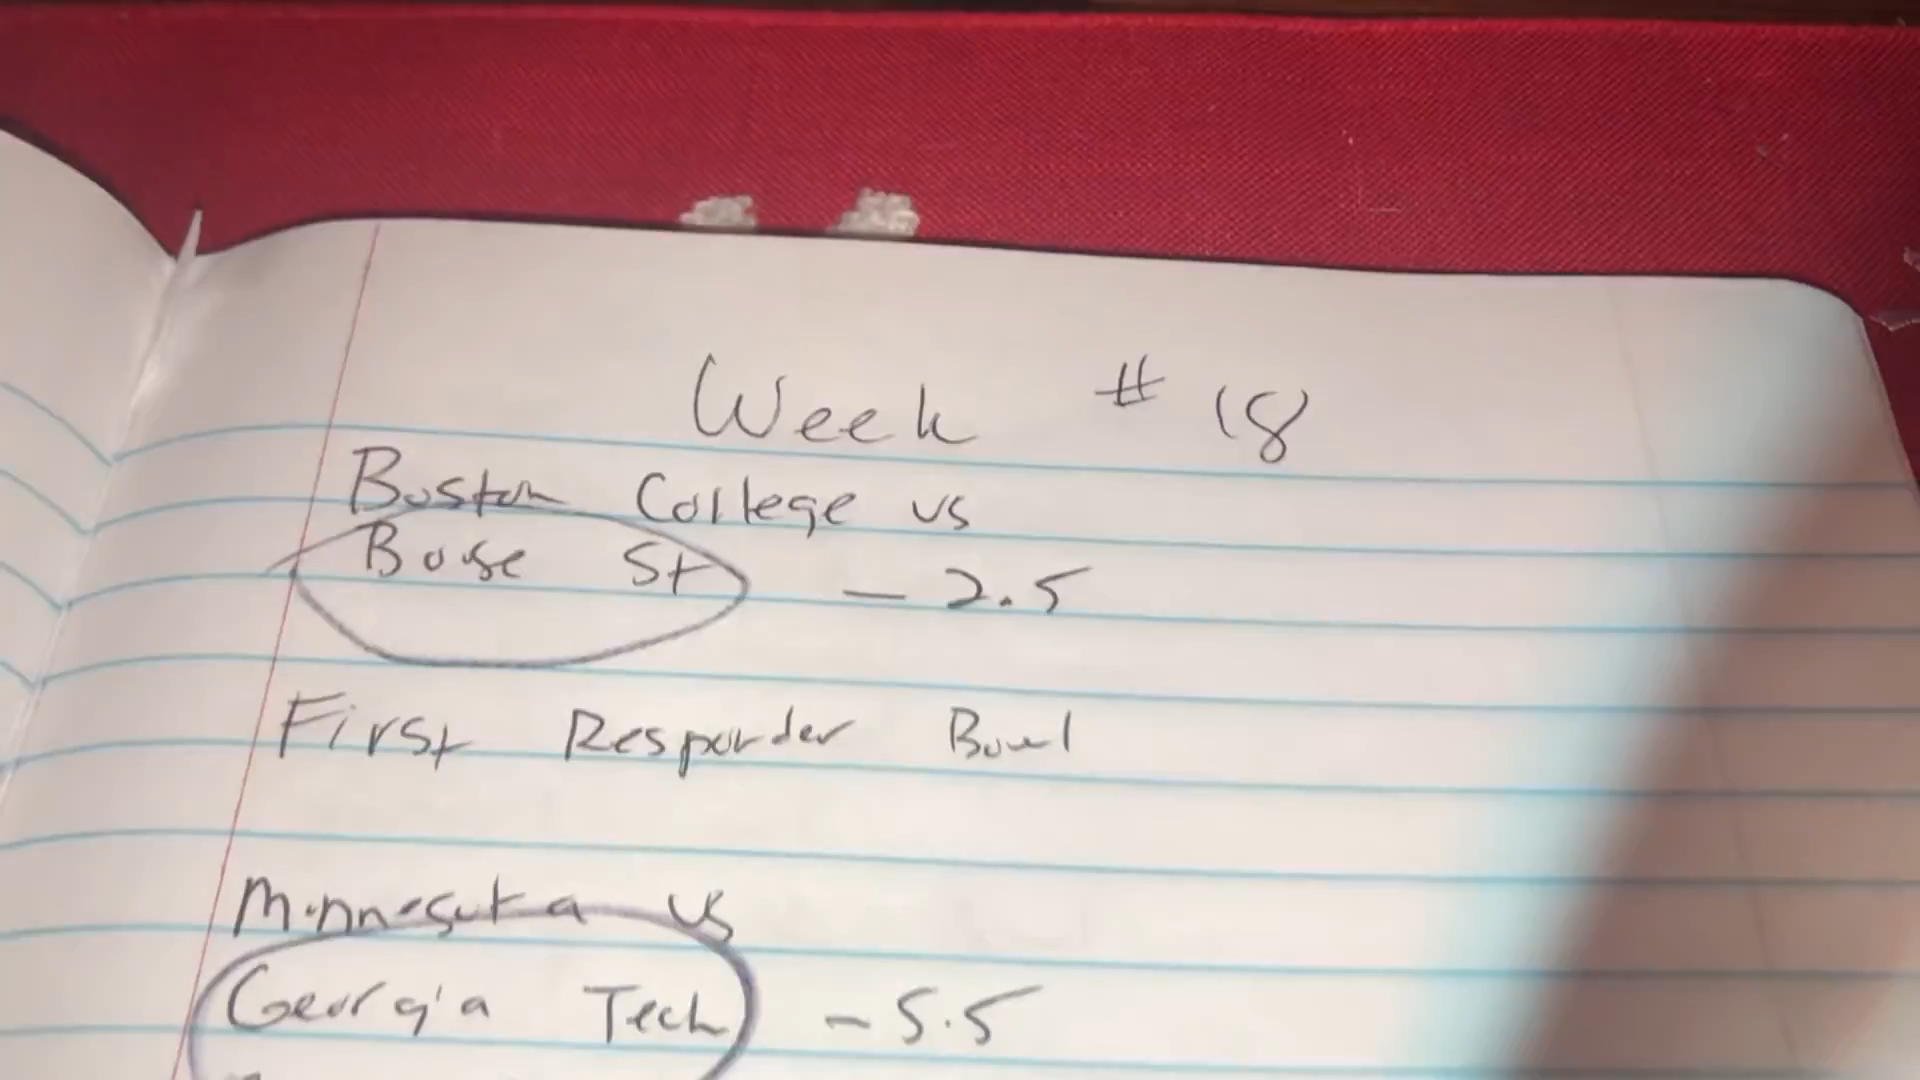 Week # 18
Boston College vs
Boise St - 2.5
First Responder Bowl
Minnesota vs
Georgia Tech - 5.5